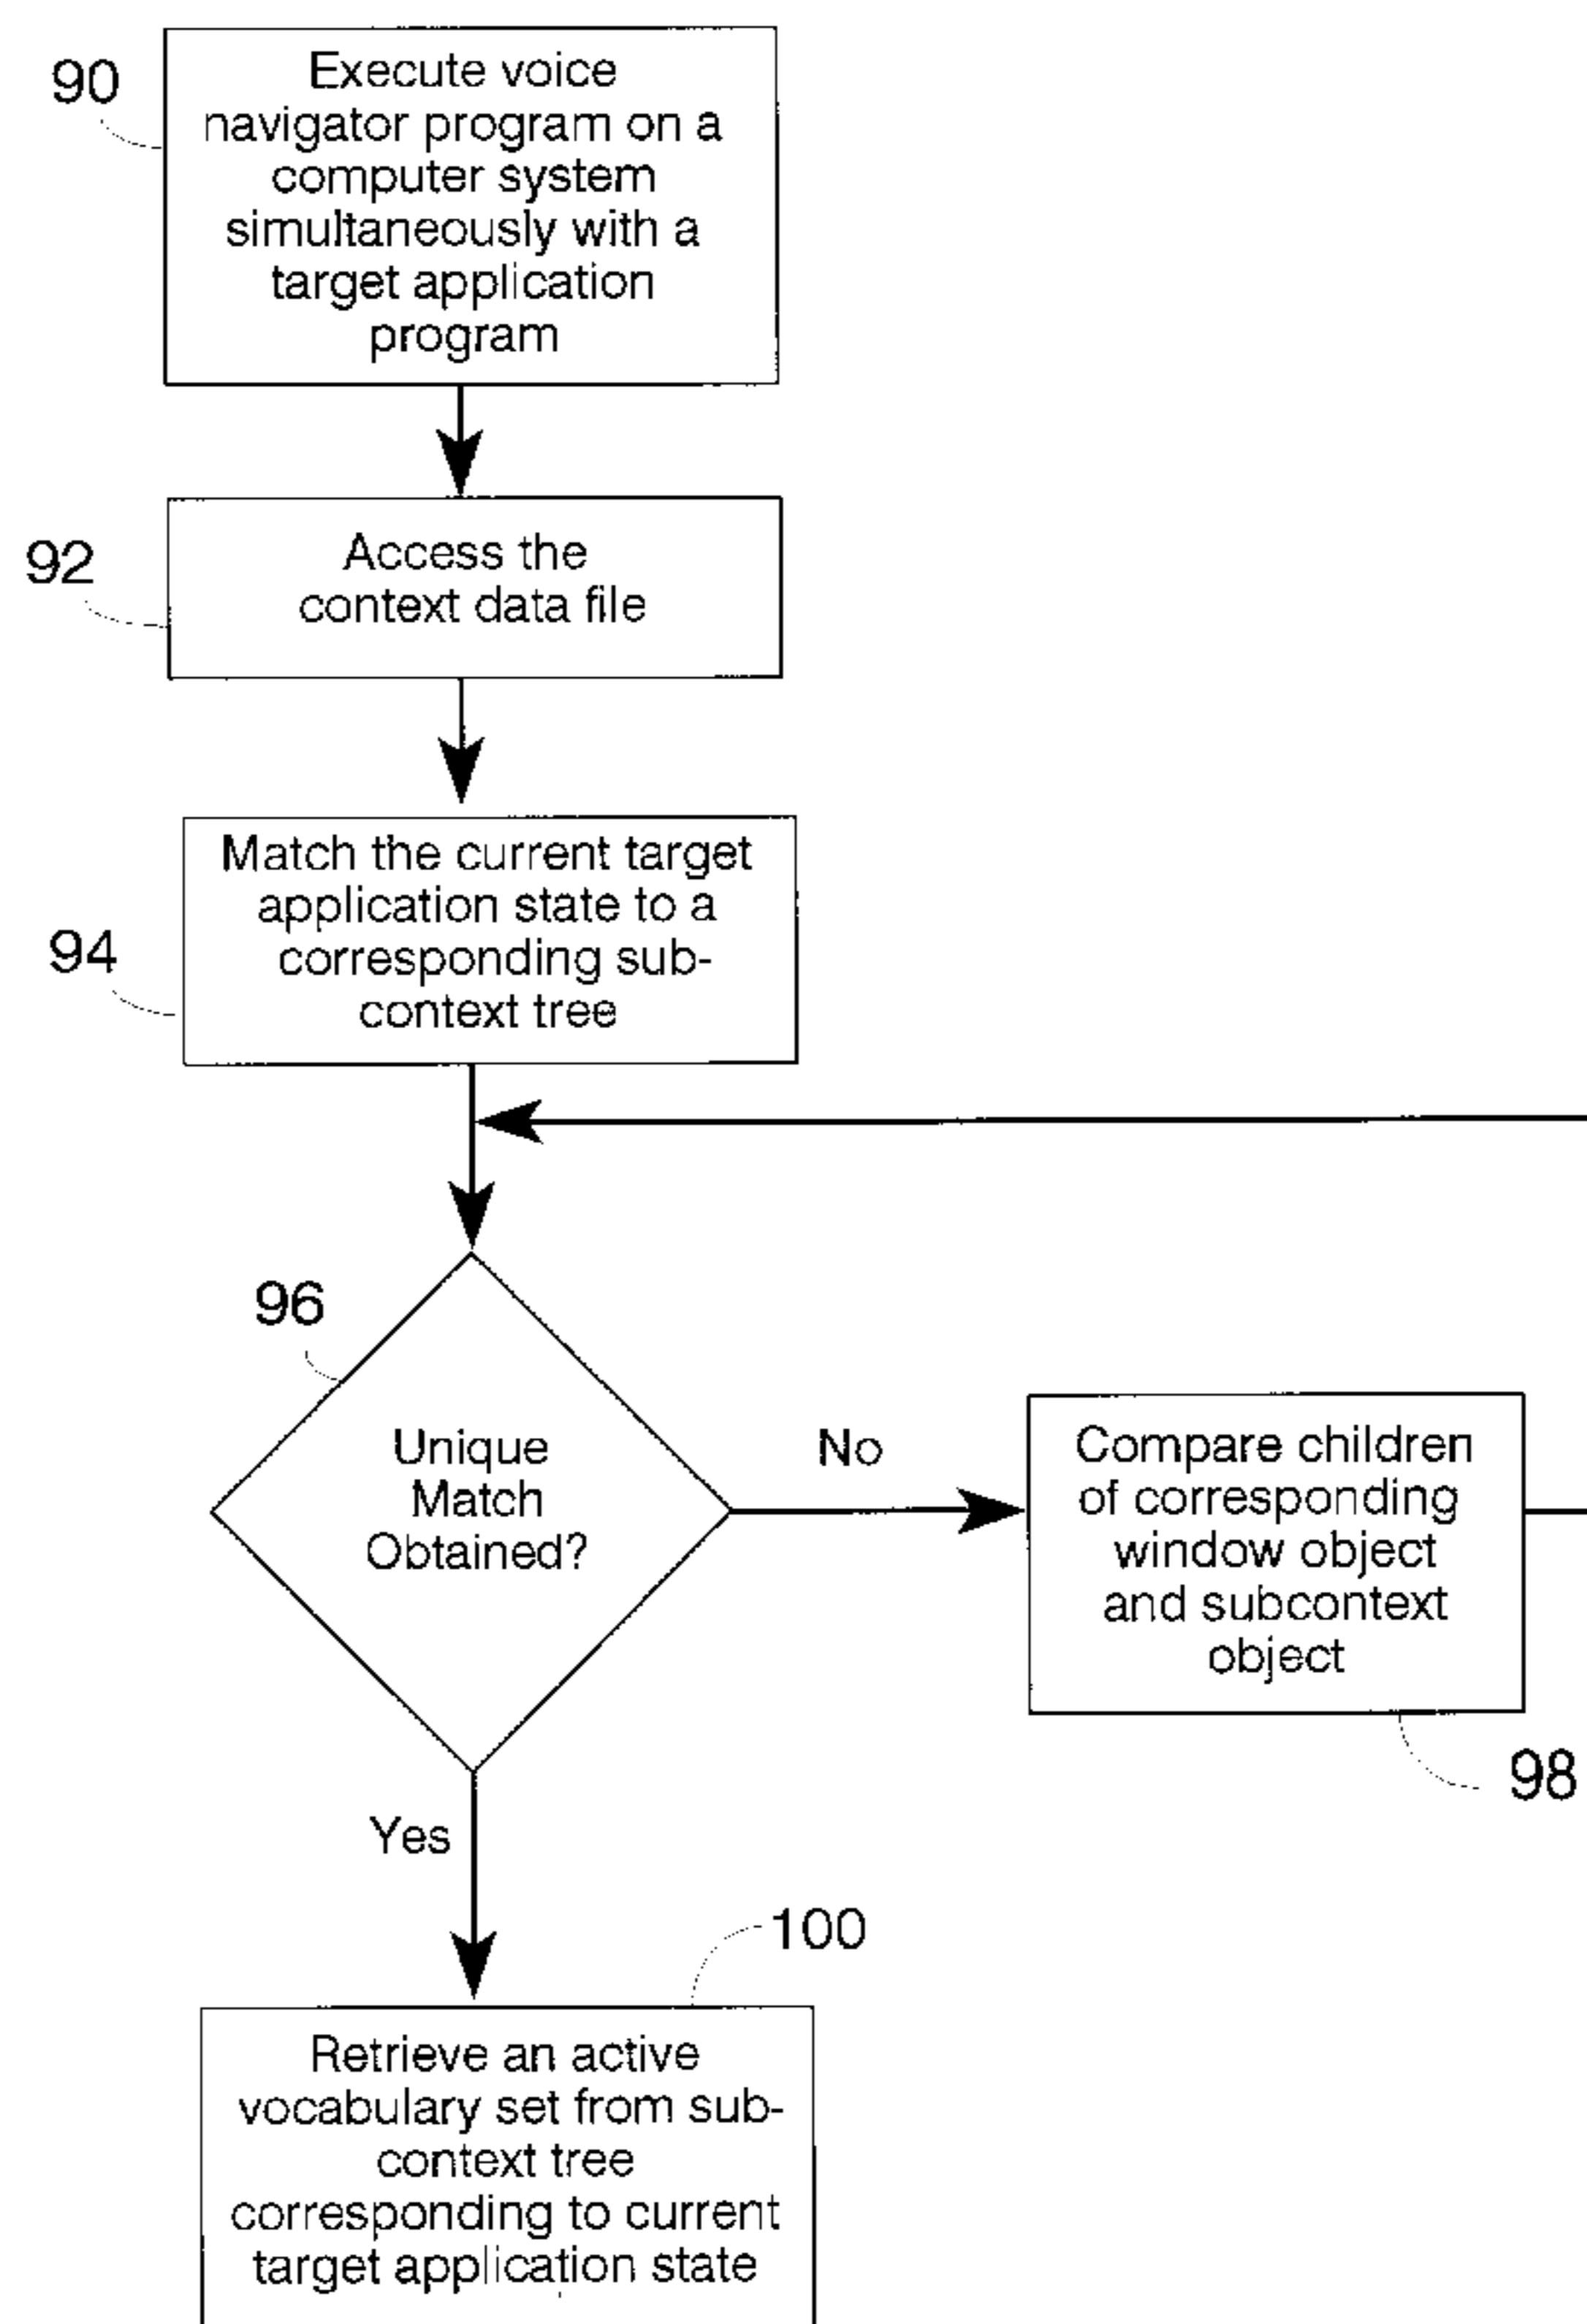 90
Execute voice
navigator program on a
computer system
simultaneously with a
target application
program
92
Access the
context data file
94
Match the current target
application state to a
corresponding sub-
context tree
96
Unique
Match
Obtained?
No
Compare children
of corresponding
window object
and subcontext
object
98
Yes
100
Retrieve an active
vocabulary set from sub-
context tree
corresponding to current
target application state